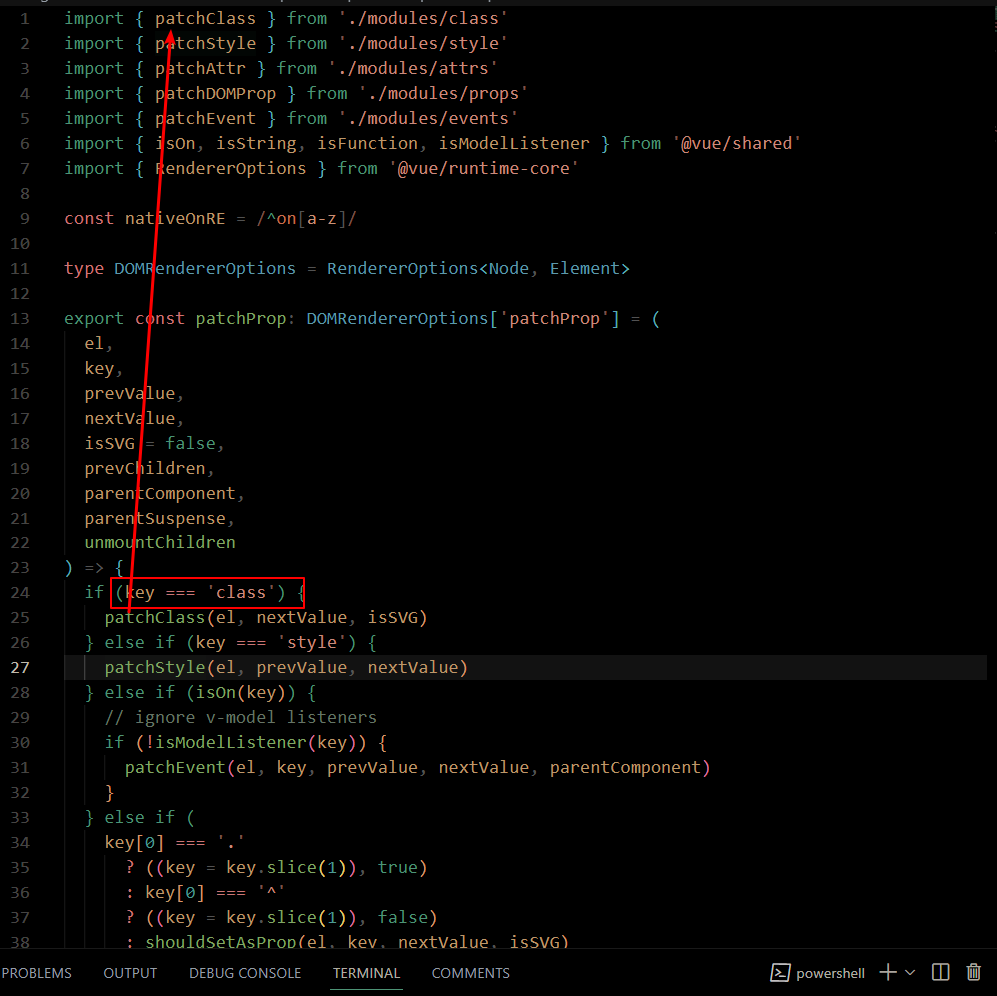 1 import { patchClass } from './modules/class'
2 import { patchStyle } from './modules/style'
3 import { patchAttr } from './modules/attrs'
4 import { patchDOMProp } from './modules/props'
5 import { patchEvent } from './modules/events'
6 import { isOn, isString, isFunction, isModelListener } from '@vue/shared'
7 import { RendererOptions } from '@vue/runtime-core'
8
9 const nativeOnRE = /^on[a-z]/
10
11 type DOMRendererOptions = RendererOptions<Node, Element>
12
13 export const patchProp: DOMRendererOptions['patchProp'] = (
14 el,
15 key,
16 prevValue,
17 nextValue,
18 isSVG = false,
19 prevChildren,
20 parentComponent,
21 parentSuspense,
22 unmountChildren
23 ) => {
24 if (key === 'class') {
25 patchClass(el, nextValue, isSVG)
26 } else if (key === 'style') {
27 patchStyle(el, prevValue, nextValue)
28 } else if (isOn(key)) {
29 // ignore v-model listeners
30 if (!isModelListener(key)) {
31 patchEvent(el, key, prevValue, nextValue, parentComponent)
32 }
33 } else if (
34 key[0] === '.'
35 ? ((key = key.slice(1)), true)
36 : key[0] === '^'
37 ? ((key = key.slice(1)), false)
38 : shouldSetAsProp(el, key, nextValue, isSVG)
PROBLEMS OUTPUT DEBUG CONSOLE TERMINAL COMMENTS powershell